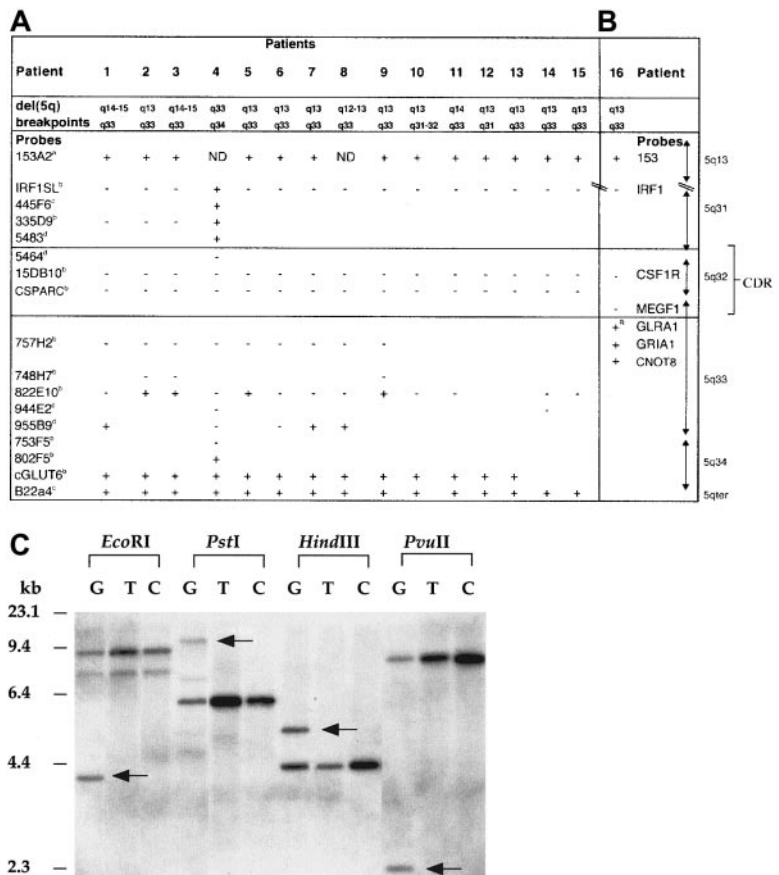 A
B
Patients
Patient 1 2 3 4 5 6 7 8 9 10 11 12 13 14 15 16 Patient
del(5q) q14-15 q13 q14-15 q33 q13 q13 q13 q12-13 q13 q13 q14 q13 q13 q13 q13 q13
breakpoints q33 q33 q33 q34 q33 q33 q33 q33 q33 q31-32 q33 q31 q33 q33 q33 q33
Probes Probes
153A2ᵃ + + + ND + + + ND + + + + + + + + 153 5q13
IRF1SLᵇ - - - + - - - - - - - - - - - - IRF1
445F6ᶜ + 5q31
335D9ᵇ - - - + - - - - - - - - - - -
5483ᵈ +
5464ᵈ -
15DB10ᵇ - - - - - - - - - - - - - - - - CSF1R 5q32 CDR
CSPARCᵇ - - - - - - - - - - - - - - -
- MEGF1
+ᵃ GLRA1
757H2ᵇ - - - - - - - - - - - - - - - + GRIA1
+ CNOT8
748H7ᵇ - - - 5q33
822E10ᵇ - + + - + - - - + - - - -
944E2ᶜ - -
955B9ᵈ + - + +
753F5ᵇ -
802F5ᵇ + 5q34
cGLUT6ᵇ + + + + + + + + + + + + +
B22a4ᶜ + + + + + + + + + + + + + + + 5qter
C
EcoRI PstI HindIII PvuII
kb G T C G T C G T C G T C
23.1
9.4
6.4
4.4
2.3